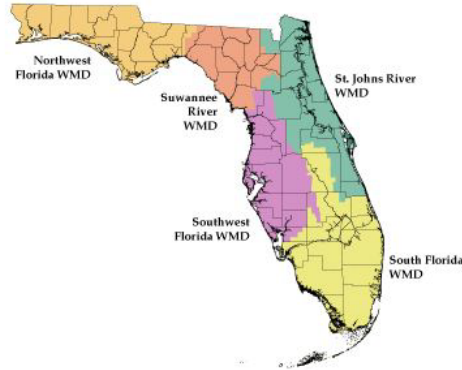 Northwest
Florida WMD
St. Johns River
WMD
Suwannee
River
WMD
Southwest
Florida WMD
South Florida
WMD